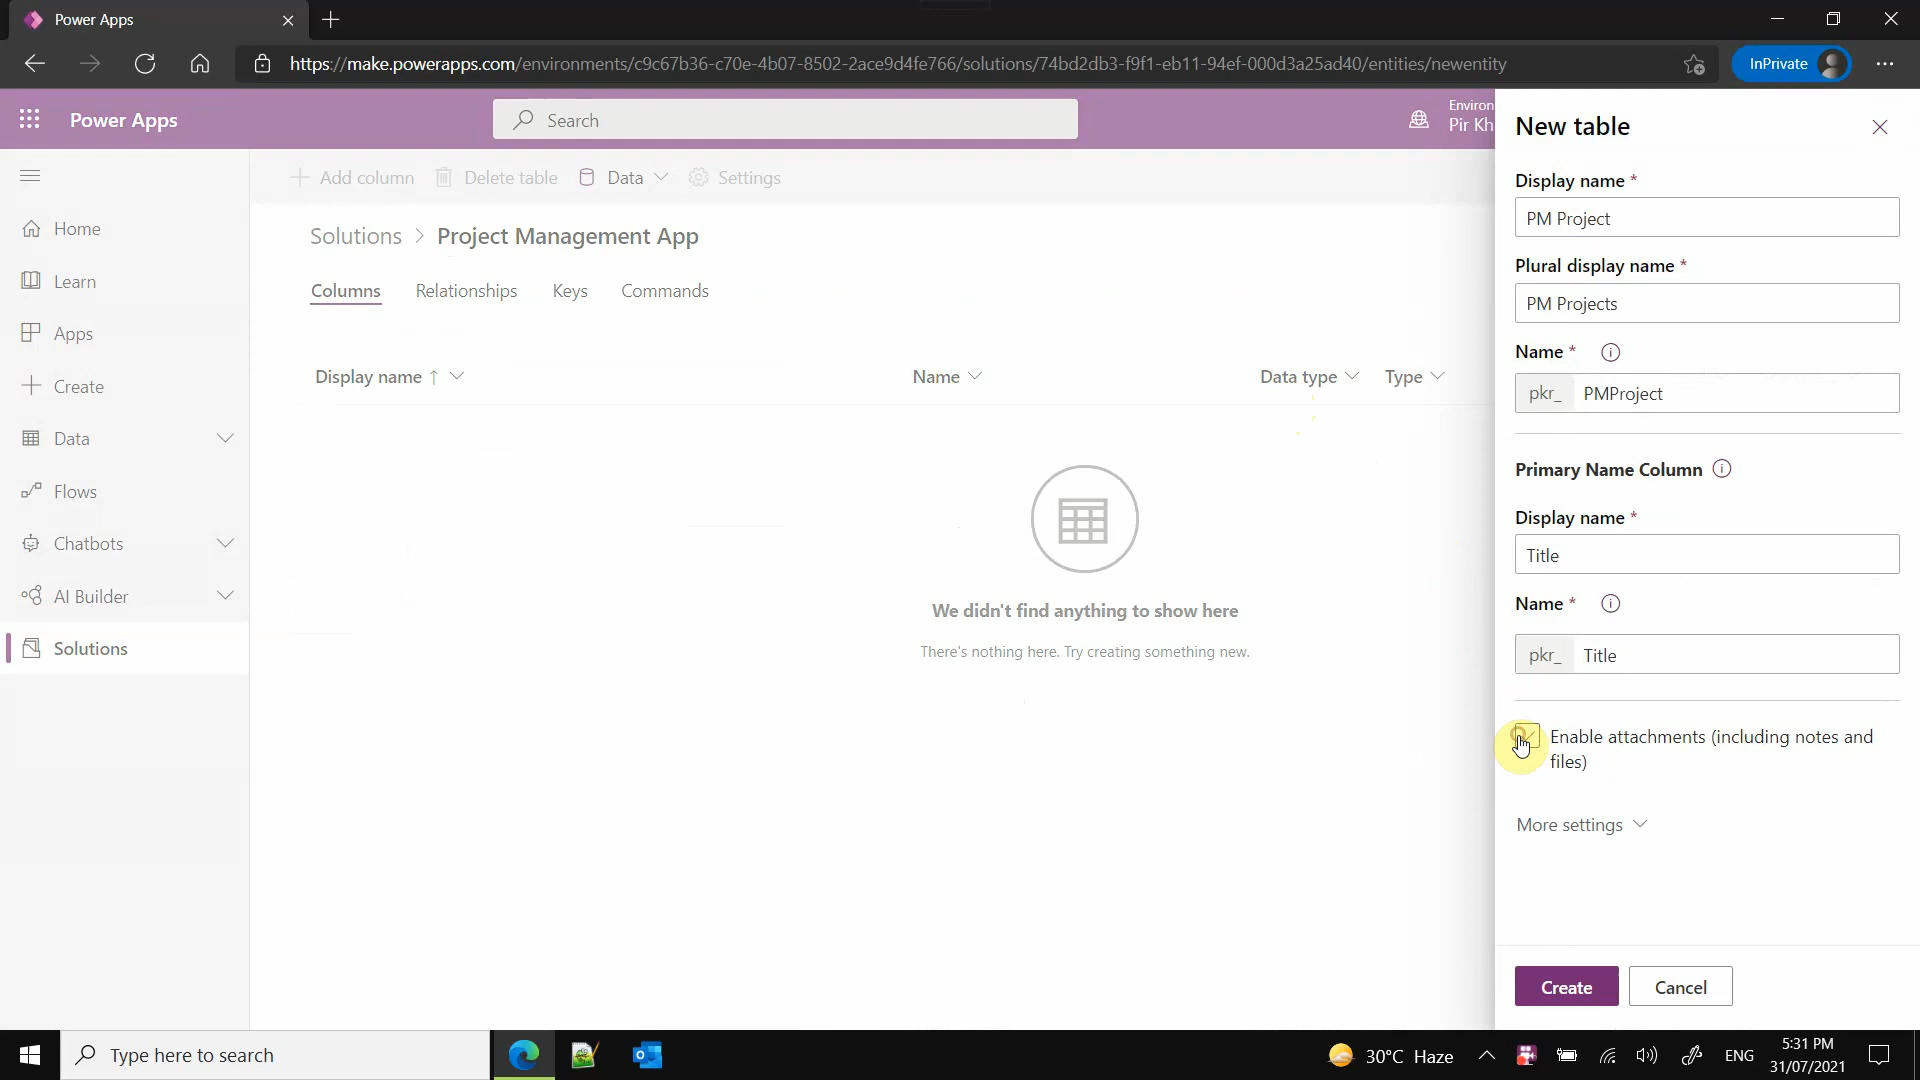 Power Apps
https://make.powerapps.com/environments/c9c67b36-c70e-4b07-8502-2ace9d4fe766/solutions/74bd2db3-f9f1-eb11-94ef-000d3a25ad40/entities/newentity
InPrivate
Power Apps
Search
Environ
Pir Kh
Add column
Delete table
Data
Settings
Solutions > Project Management App
Columns
Relationships
Keys
Commands
Display name ↑
Name
Data type
Type
We didn't find anything to show here
There's nothing here. Try creating something new.
Home
Learn
Apps
Create
Data
Flows
Chatbots
AI Builder
Solutions
New table
Display name *
PM Project
Plural display name *
PM Projects
Name *
pkr_ PMProject
Primary Name Column
Display name *
Title
Name *
pkr_ Title
Enable attachments (including notes and
files)
More settings
Create
Cancel
Type here to search
30°C Haze
ENG
5:31 PM
31/07/2021